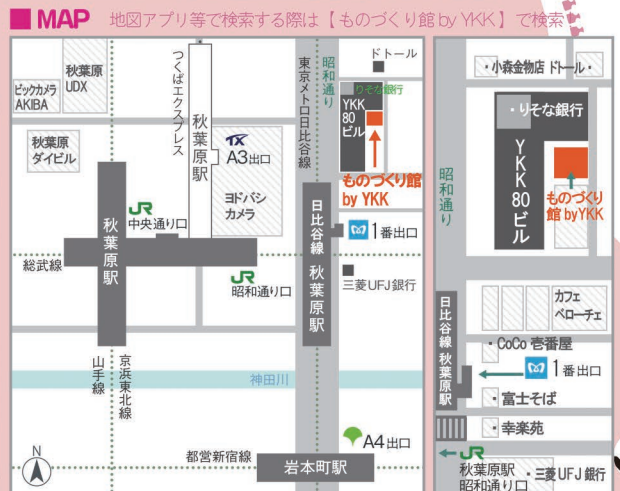 MAP 地図アプリ等で検索する際は【ものづくり館 by YKK】で検索
ビックカメラ
AKIBA
秋葉原
UDX
秋葉原
ダイビル
つくばエクスプレス
秋葉原駅
TX
A3出口
ヨドバシ
カメラ
東京メトロ日比谷線
昭和通り
ドトール
りそな銀行
YKK
80
ビル
ものづくり館
by YKK
JR
中央通り口
秋葉原駅
総武線
JR
昭和通り口
日比谷線 秋葉原駅
1番出口
三菱UFJ銀行
山手線
京浜東北線
神田川
都営新宿線
岩本町駅
A4出口
N
・小森金物店 ドトール・
・りそな銀行
YKK80ビル
ものづくり
館 byYKK
昭和通り
カフェ
ベローチェ
・CoCo 壱番屋
日比谷線 秋葉原駅
1番出口
・富士そば
・幸楽苑
JR
秋葉原駅
昭和通り口
・三菱UFJ銀行